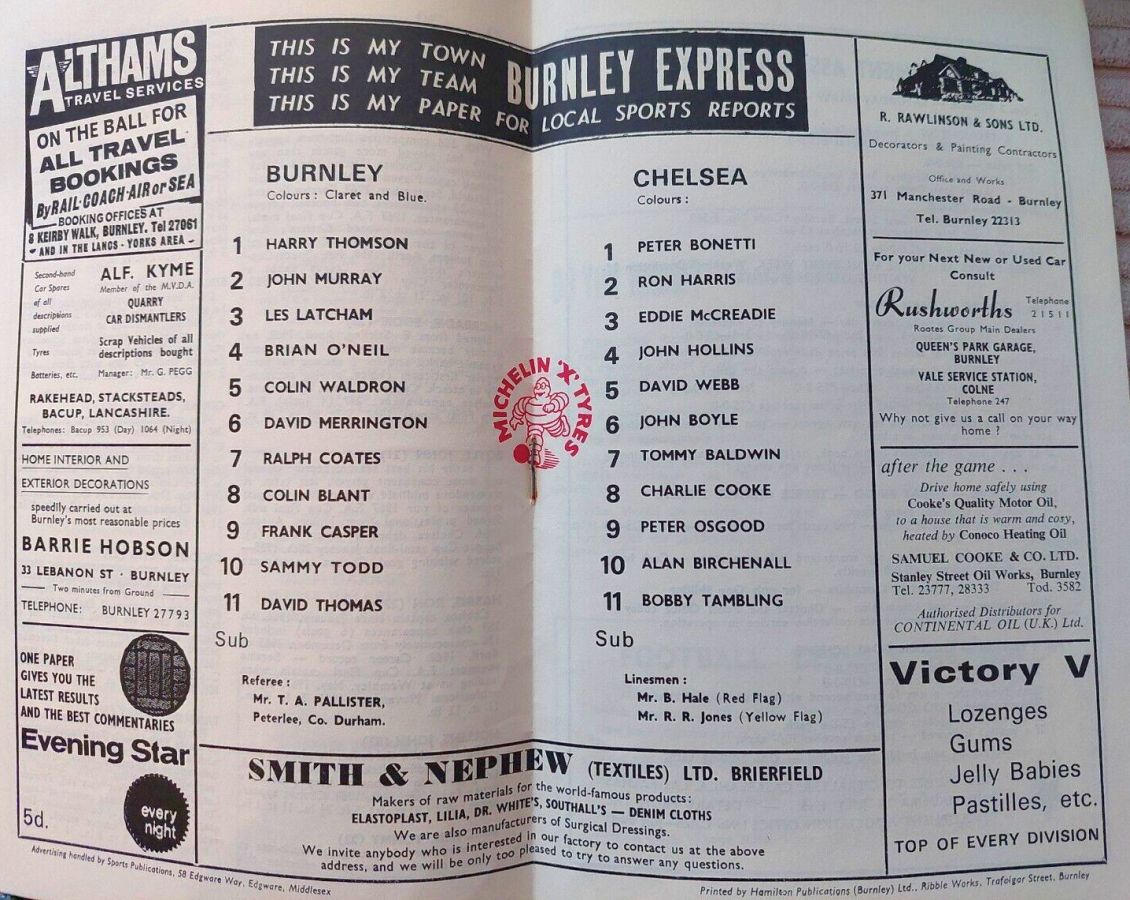 ALTHAMS
TRAVEL SERVICES
ON THE BALL FOR
ALL TRAVEL
BOOKINGS
By RAIL·COACH·AIR or SEA
BOOKING OFFICES AT
8 KEIRBY WALK, BURNLEY. Tel 27061
- AND IN THE LANCS - YORKS AREA -
Second-hand
Car Spares
of all
descriptions
supplied
Tyres
Batteries, etc.
ALF. KYME
Member of the M.V.D.A.
QUARRY
CAR DISMANTLERS
Scrap Vehicles of all
descriptions bought
Manager: Mr. G. PEGG
RAKEHEAD, STACKSTEADS,
BACUP, LANCASHIRE.
Telephones: Bacup 953 (Day) 1064 (Night)
HOME INTERIOR AND
EXTERIOR DECORATIONS
speedily carried out at
Burnley's most reasonable prices
BARRIE HOBSON
33 LEBANON ST · BURNLEY
Two minutes from Ground
TELEPHONE: BURNLEY 27793
ONE PAPER
GIVES YOU THE
LATEST RESULTS
AND THE BEST COMMENTARIES
Evening Star
5d.
every
night
Advertising handled by Sports Publications, 58 Edgware Way, Edgware, Middlesex
THIS IS MY TOWN
THIS IS MY TEAM
THIS IS MY PAPER FOR LOCAL SPORTS REPORTS
BURNLEY EXPRESS
BURNLEY
Colours: Claret and Blue.
1 HARRY THOMSON
2 JOHN MURRAY
3 LES LATCHAM
4 BRIAN O'NEIL
5 COLIN WALDRON
6 DAVID MERRINGTON
7 RALPH COATES
8 COLIN BLANT
9 FRANK CASPER
10 SAMMY TODD
11 DAVID THOMAS
Sub
Referee:
Mr. T. A. PALLISTER,
Peterlee, Co. Durham.
MICHELIN 'X' TYRES
CHELSEA
Colours:
1 PETER BONETTI
2 RON HARRIS
3 EDDIE McCREADIE
4 JOHN HOLLINS
5 DAVID WEBB
6 JOHN BOYLE
7 TOMMY BALDWIN
8 CHARLIE COOKE
9 PETER OSGOOD
10 ALAN BIRCHENALL
11 BOBBY TAMBLING
Sub
Linesmen:
Mr. B. Hale (Red Flag)
Mr. R. R. Jones (Yellow Flag)
SMITH & NEPHEW (TEXTILES) LTD. BRIERFIELD
Makers of raw materials for the world-famous products:
ELASTOPLAST, LILIA, DR. WHITE'S, SOUTHALL'S — DENIM CLOTHS
We are also manufacturers of Surgical Dressings.
We invite anybody who is interested in our factory to contact us at the above
address, and we will be only too pleased to try to answer any questions.
R. RAWLINSON & SONS LTD.
Decorators & Painting Contractors
Office and Works
371 Manchester Road - Burnley
Tel. Burnley 22313
For your Next New or Used Car
Consult
Rushworths
Telephone
21511
Rootes Group Main Dealers
QUEEN'S PARK GARAGE,
BURNLEY
VALE SERVICE STATION,
COLNE
Telephone 247
Why not give us a call on your way
home ?
after the game . . .
Drive home safely using
Cooke's Quality Motor Oil,
to a house that is warm and cosy,
heated by Conoco Heating Oil
SAMUEL COOKE & CO. LTD.
Stanley Street Oil Works, Burnley
Tel. 23777, 28333 Tod. 3582
Authorised Distributors for
CONTINENTAL OIL (U.K.) Ltd.
Victory V
Lozenges
Gums
Jelly Babies
Pastilles, etc.
TOP OF EVERY DIVISION
Printed by Hamilton Publications (Burnley) Ltd., Ribble Works, Trafalgar Street, Burnley